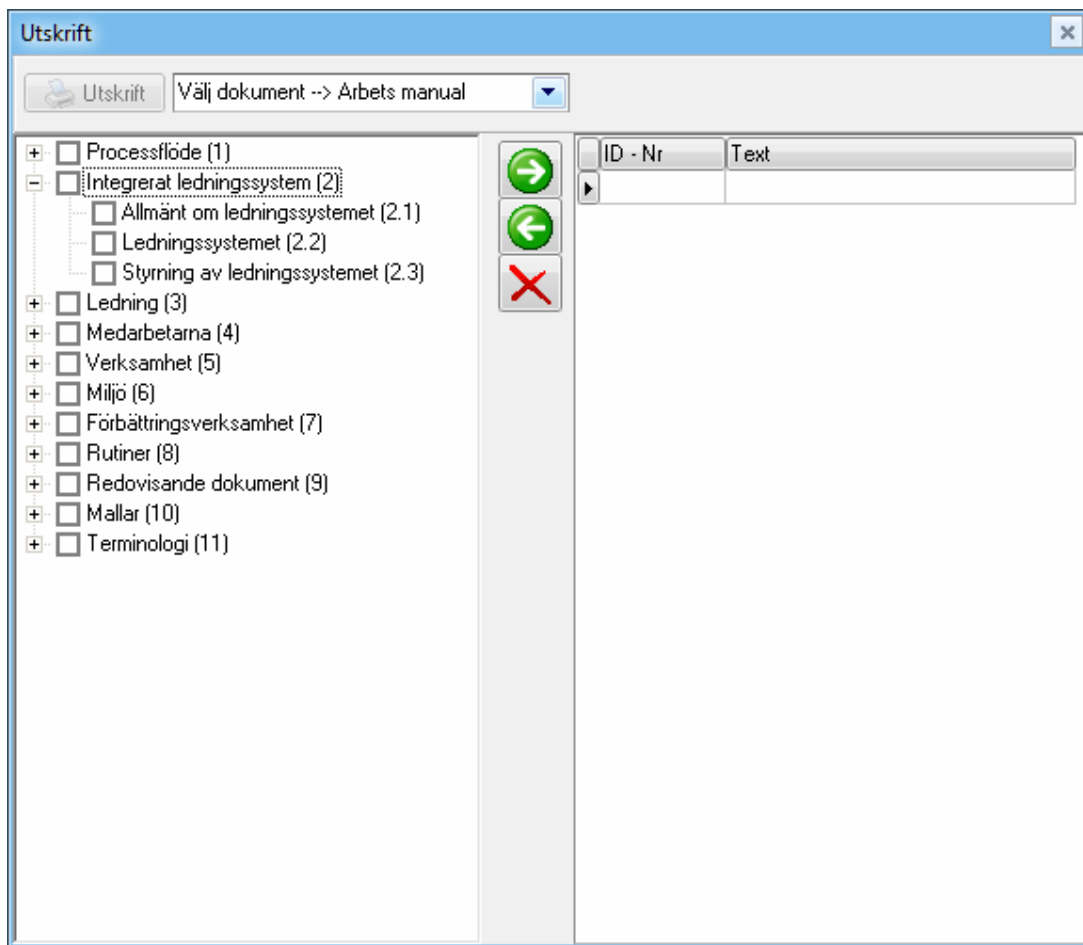 Utskrift
Utskrift
Välj dokument --> Arbets manual
Processflöde (1)
Integrerat ledningssystem (2)
Allmänt om ledningssystemet (2.1)
Ledningssystemet (2.2)
Styrning av ledningssystemet (2.3)
Ledning (3)
Medarbetarna (4)
Verksamhet (5)
Miljö (6)
Förbättringsverksamhet (7)
Rutiner (8)
Redovisande dokument (9)
Mallar (10)
Terminologi (11)
ID - Nr
Text